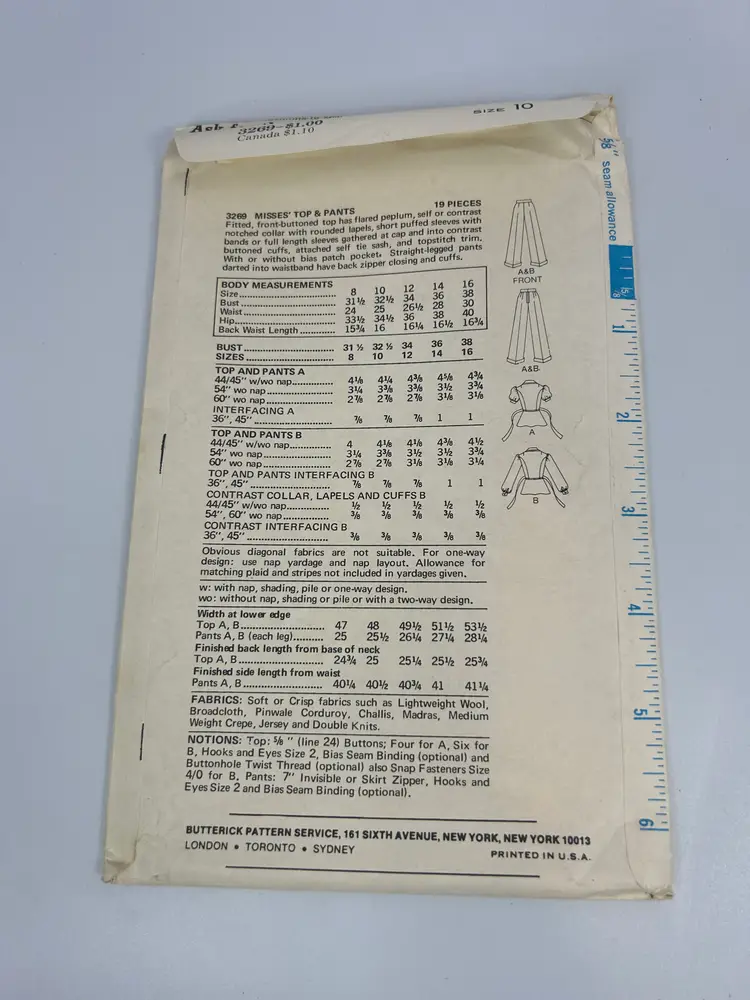 3269—$1.00
Canada $1.10
SIZE 10
5/8" seam allowance
3269 MISSES' TOP & PANTS 19 PIECES
Fitted, front-buttoned top has flared peplum, self or contrast
notched collar with rounded lapels, short puffed sleeves with
bands or full length sleeves gathered at cap and into contrast
buttoned cuffs, attached self tie sash, and topstitch trim.
With or without bias patch pocket. Straight-legged pants
darted into waistband have back zipper closing and cuffs.
BODY MEASUREMENTS
Size 8 10 12 14 16
Bust 31½ 32½ 34 36 38
Waist 24 25 26½ 28 30
Hip 33½ 34½ 36 38 40
Back Waist Length 15¾ 16 16¼ 16½ 16¾
BUST 31 ½ 32 ½ 34 36 38
SIZES 8 10 12 14 16
TOP AND PANTS A
44/45" w/wo nap 4⅛ 4¼ 4⅜ 4⅝ 4¾
54" wo nap 3¼ 3⅜ 3⅜ 3½ 3¾
60" wo nap 2⅞ 2⅞ 2⅞ 3⅛ 3⅛
INTERFACING A
36", 45" ⅞ ⅞ ⅞ 1 1
TOP AND PANTS B
44/45" w/wo nap 4 4⅛ 4⅛ 4⅜ 4½
54" wo nap 3¼ 3⅜ 3½ 3½ 3¾
60" wo nap 2⅞ 2⅞ 3⅛ 3⅛ 3¼
TOP AND PANTS INTERFACING B
36", 45" ⅞ ⅞ ⅞ 1 1
CONTRAST COLLAR, LAPELS AND CUFFS B
44/45" w/wo nap ½ ½ ½ ½ ½
54", 60" wo nap ⅜ ⅜ ⅜ ⅜ ⅜
CONTRAST INTERFACING B
36", 45" ⅜ ⅜ ⅜ ⅜ ⅜
Obvious diagonal fabrics are not suitable. For one-way
design: use nap yardage and nap layout. Allowance for
matching plaid and stripes not included in yardages given.
w: with nap, shading, pile or one-way design.
wo: without nap, shading or pile or with a two-way design.
Width at lower edge
Top A, B 47 48 49½ 51½ 53½
Pants A, B (each leg) 25 25½ 26¼ 27¼ 28¼
Finished back length from base of neck
Top A, B 24¾ 25 25¼ 25½ 25¾
Finished side length from waist
Pants A, B 40¼ 40½ 40¾ 41 41¼
FABRICS: Soft or Crisp fabrics such as Lightweight Wool,
Broadcloth, Pinwale Corduroy, Challis, Madras, Medium
Weight Crepe, Jersey and Double Knits.
NOTIONS: Top: ⅝ " (line 24) Buttons; Four for A, Six for
B, Hooks and Eyes Size 2, Bias Seam Binding (optional) and
Buttonhole Twist Thread (optional) also Snap Fasteners Size
4/0 for B. Pants: 7" Invisible or Skirt Zipper, Hooks and
Eyes Size 2 and Bias Seam Binding (optional).
BUTTERICK PATTERN SERVICE, 161 SIXTH AVENUE, NEW YORK, NEW YORK 10013
LONDON • TORONTO • SYDNEY
PRINTED IN U.S.A.
A&B
FRONT
A&B
A
B
⅝
1
2
3
4
5
6